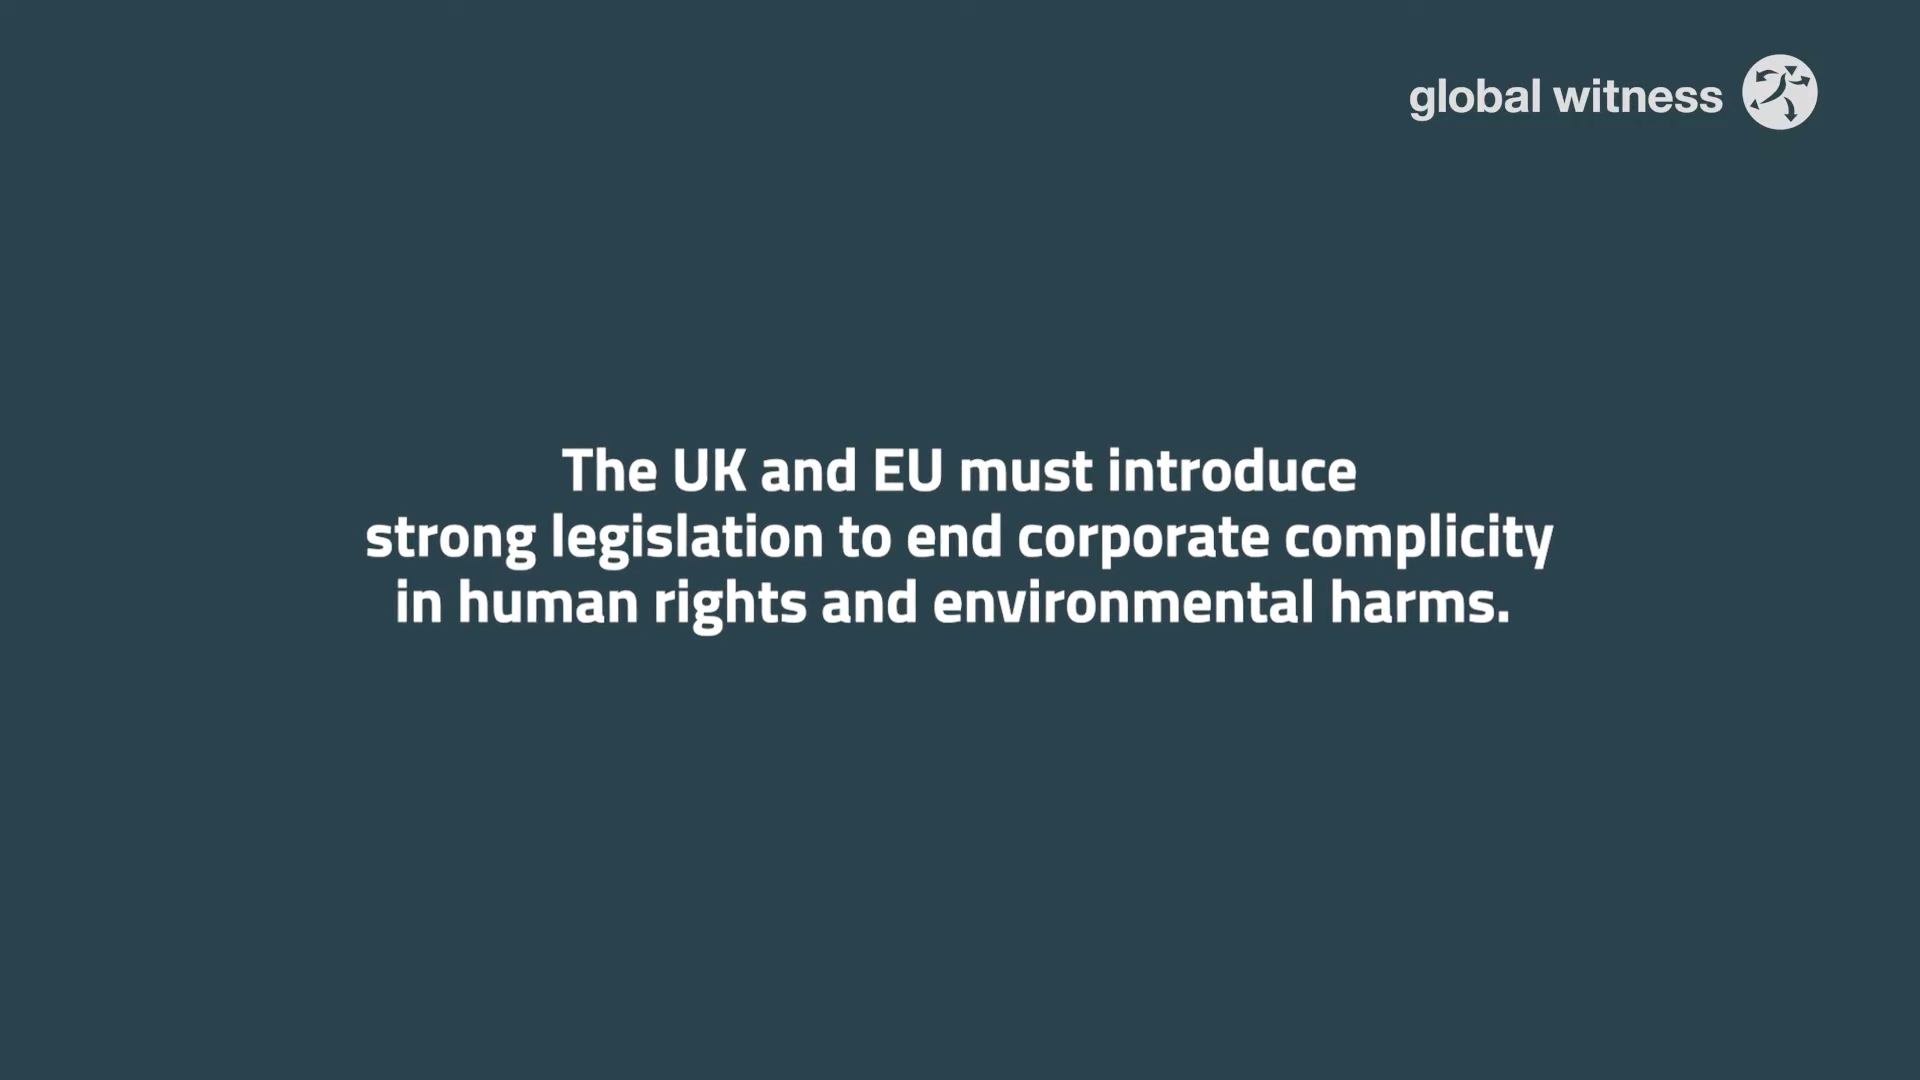 global witness
The UK and EU must introduce
strong legislation to end corporate complicity
in human rights and environmental harms.